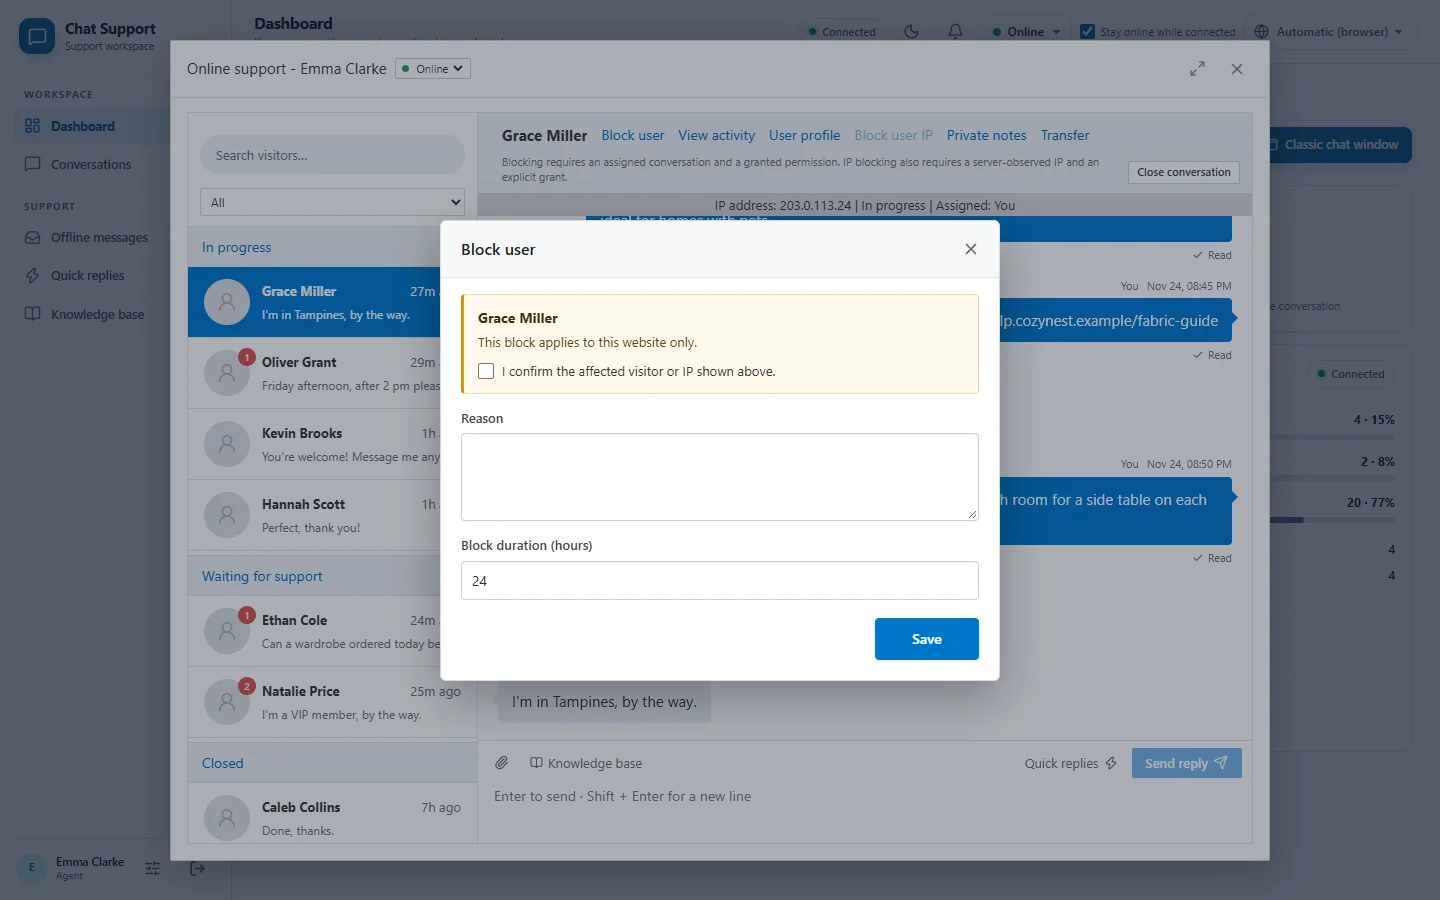 Chat Support
Support workspace
WORKSPACE
Dashboard
Conversations
SUPPORT
Offline messages
Quick replies
Knowledge base
Emma Clarke
Agent
E
Dashboard
Connected
Online
Stay online while connected
Automatic (browser)
Classic chat window
e conversation
Connected
4 · 15%
2 · 8%
20 · 77%
4
4
Online support - Emma Clarke
Online
Search visitors...
All
In progress
Grace Miller
27m
I'm in Tampines, by the way.
1
Oliver Grant
29m
Friday afternoon, after 2 pm pleas
Kevin Brooks
1h
You're welcome! Message me any
Hannah Scott
1h
Perfect, thank you!
Waiting for support
1
Ethan Cole
24m
Can a wardrobe ordered today be
2
Natalie Price
25m ago
I'm a VIP member, by the way.
Closed
Caleb Collins
7h ago
Done, thanks.
Grace Miller
Block user
View activity
User profile
Block user IP
Private notes
Transfer
Blocking requires an assigned conversation and a granted permission. IP blocking also requires a server-observed IP and an
explicit grant.
Close conversation
IP address: 203.0.113.24 | In progress | Assigned: You
ideal for homes with pets
Read
You Nov 24, 08:45 PM
lp.cozynest.example/fabric-guide
Read
You Nov 24, 08:50 PM
h room for a side table on each
Read
I'm in Tampines, by the way.
Knowledge base
Quick replies
Send reply
Enter to send · Shift + Enter for a new line
Block user
Grace Miller
This block applies to this website only.
I confirm the affected visitor or IP shown above.
Reason
Block duration (hours)
24
Save